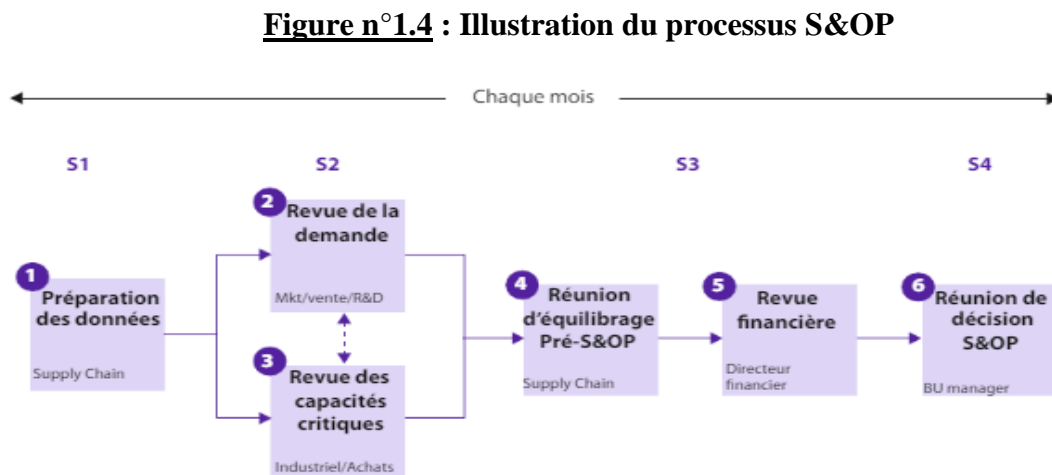 Figure n°1.4 : Illustration du processus S&OP
Chaque mois
S1
S2
S3
S4
1
Préparation
des données
Supply Chain
2
Revue de la
demande
Mkt/vente/R&D
3
Revue des
capacités
critiques
Industriel/Achats
4
Réunion
d'équilibrage
Pré-S&OP
Supply Chain
5
Revue
financière
Directeur
financier
6
Réunion de
décision
S&OP
BU manager